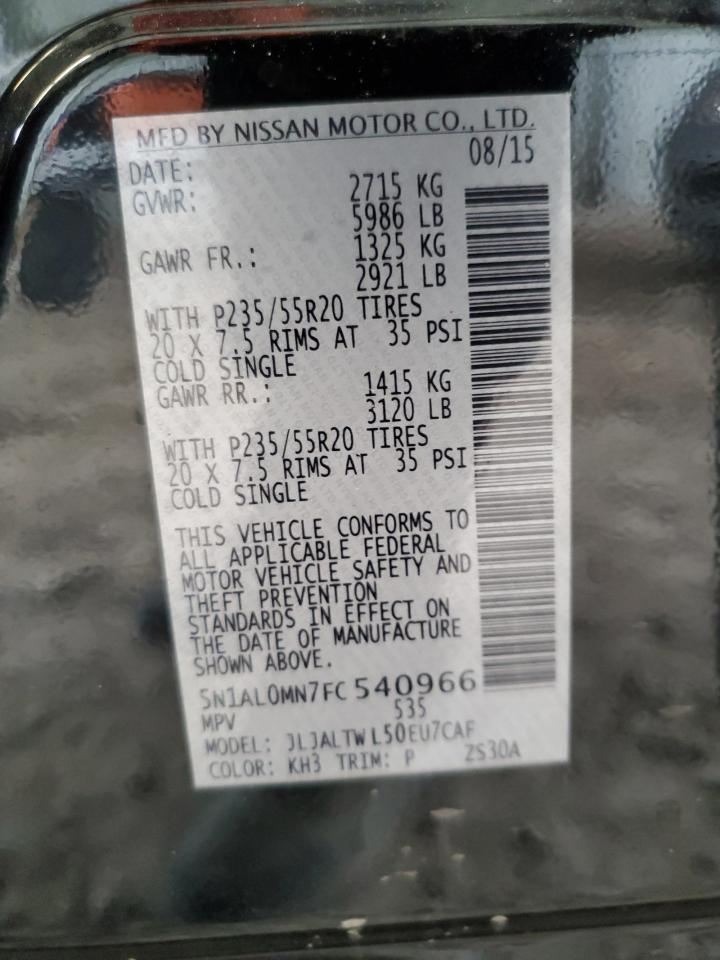 MFD BY NISSAN MOTOR CO., LTD.
DATE: 08/15
GVWR: 2715 KG
5986 LB
GAWR FR.: 1325 KG
2921 LB
WITH P235/55R20 TIRES
20 X 7.5 RIMS AT 35 PSI
COLD SINGLE
GAWR RR.: 1415 KG
3120 LB
WITH P235/55R20 TIRES
20 X 7.5 RIMS AT 35 PSI
COLD SINGLE
THIS VEHICLE CONFORMS TO
ALL APPLICABLE FEDERAL
MOTOR VEHICLE SAFETY AND
THEFT PREVENTION
STANDARDS IN EFFECT ON
THE DATE OF MANUFACTURE
SHOWN ABOVE.
5N1AL0MN7FC540966
MPV 535
MODEL: JLJALTWL50EU7CAF
COLOR: KH3 TRIM: P 2S30A